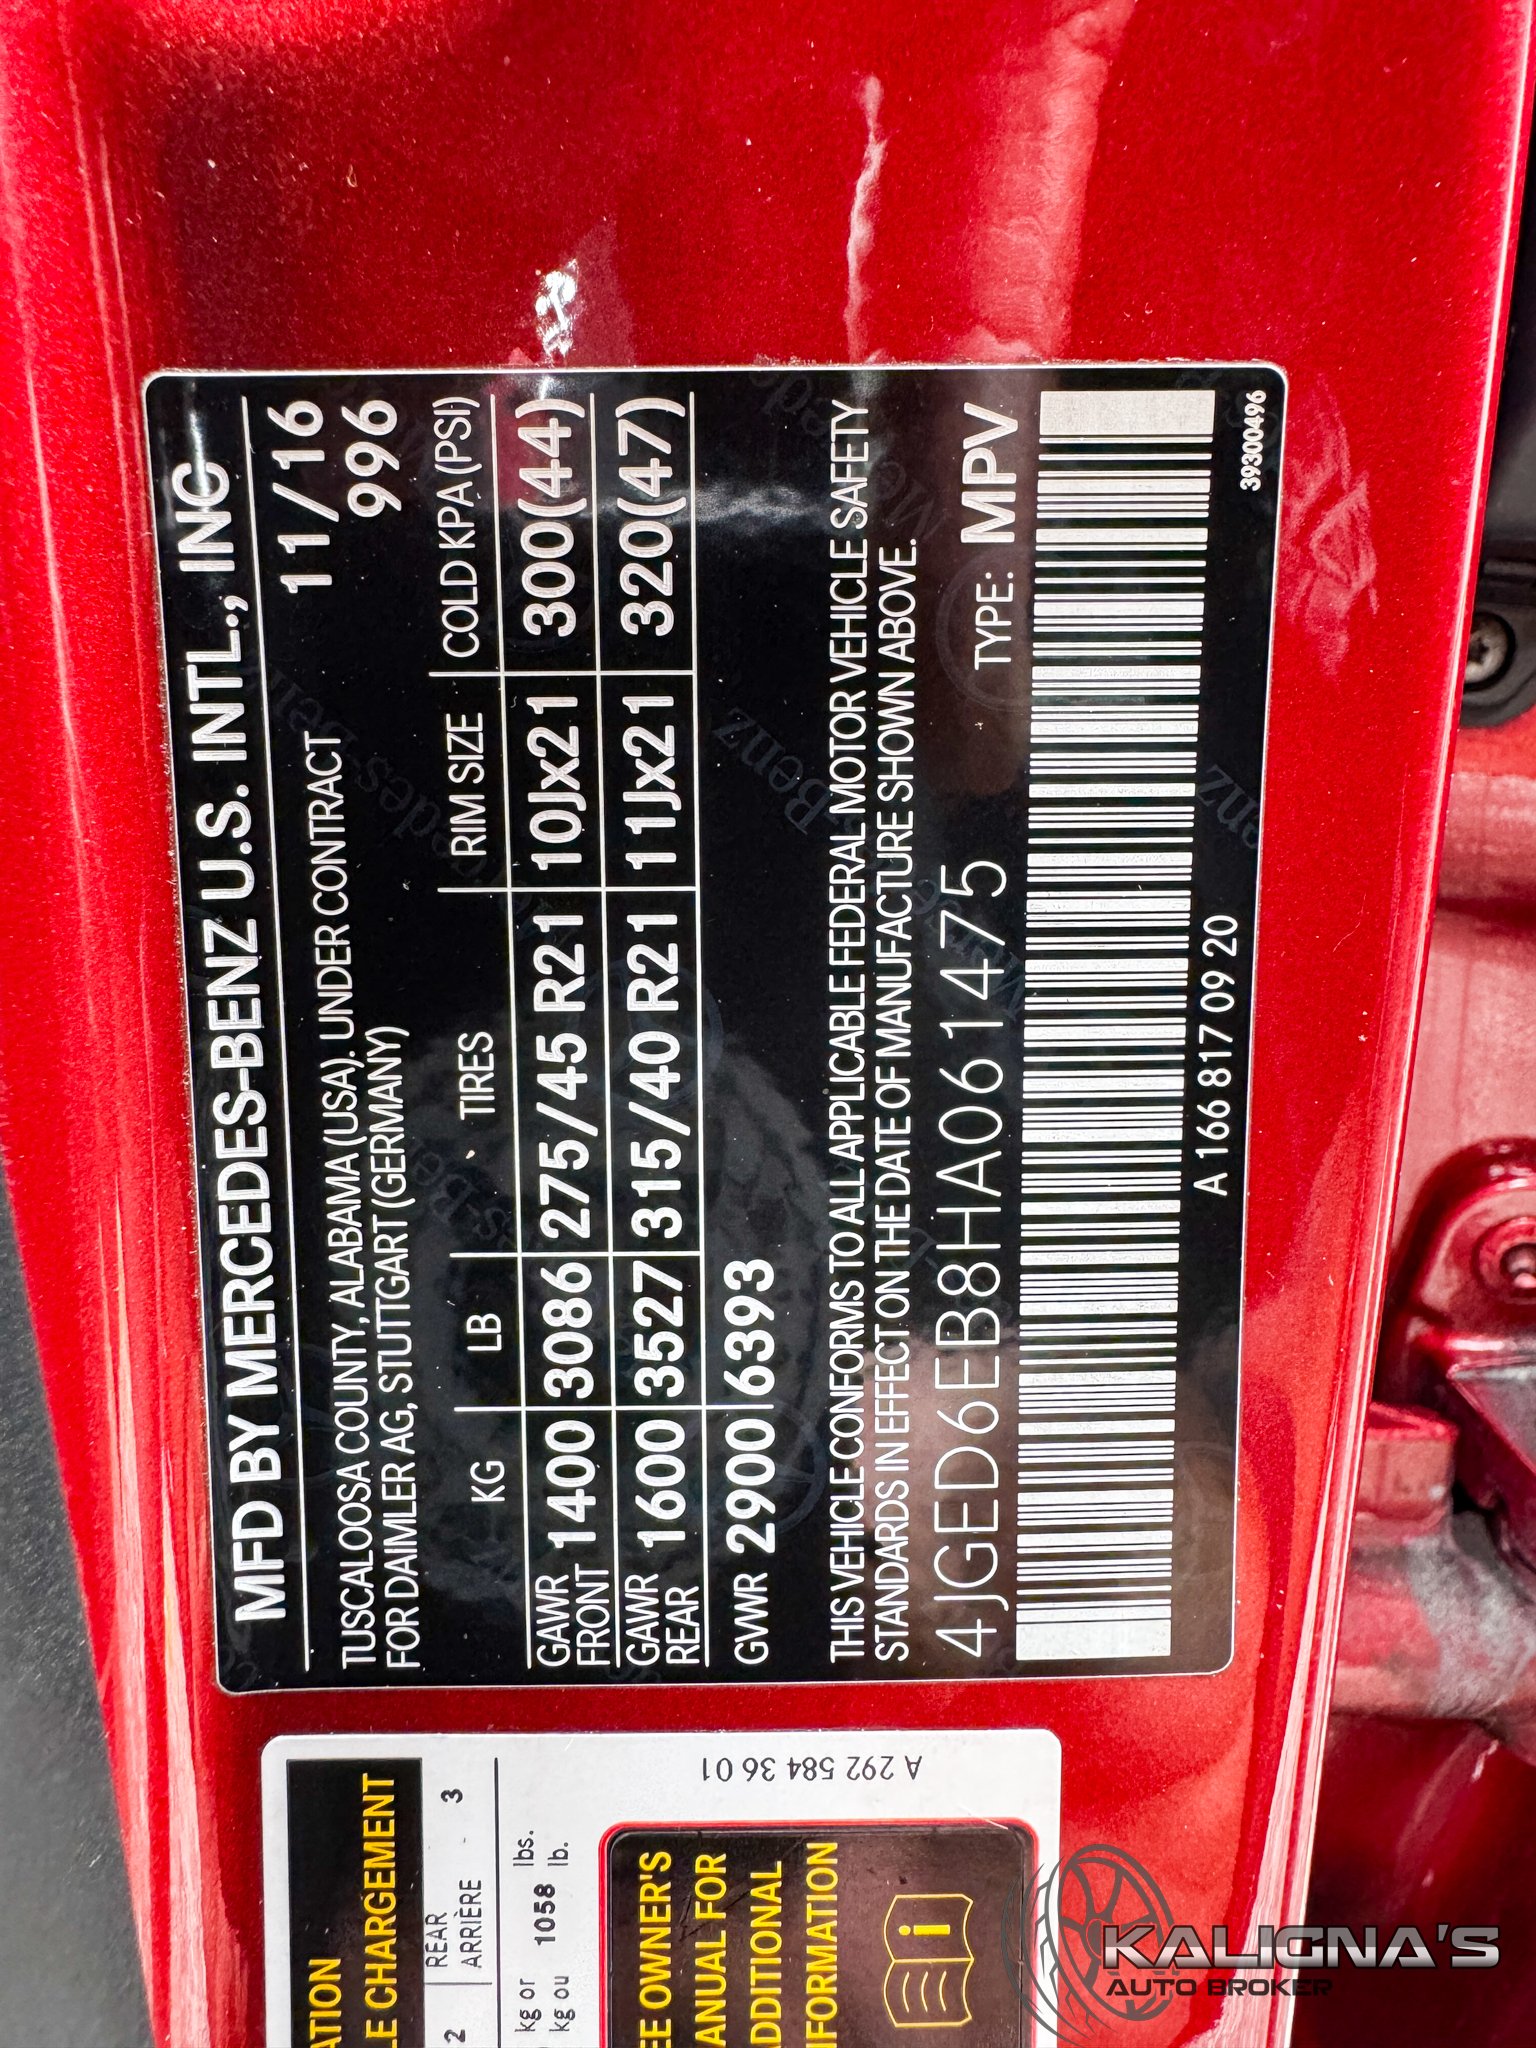 MFD BY MERCEDES-BENZ U.S. INTL., INC
TUSCALOOSA COUNTY, ALABAMA (USA). UNDER CONTRACT 11/16
FOR DAIMLER AG, STUTTGART (GERMANY) 996
KG LB TIRES RIM SIZE COLD KPA (PSI)
GAWR FRONT 1400 3086 275/45 R21 10Jx21 300(44)
GAWR REAR 1600 3527 315/40 R21 11Jx21 320(47)
GVWR 2900 6393
THIS VEHICLE CONFORMS TO ALL APPLICABLE FEDERAL MOTOR VEHICLE SAFETY
STANDARDS IN EFFECT ON THE DATE OF MANUFACTURE SHOWN ABOVE.
4JGED6EB8HA061475 TYPE: MPV
A 166 817 09 20 39300496
LE CHARGEMENT
2 REAR ARRIÈRE 3
kg or 1058 lbs.
kg ou lb.
A 292 584 36 01
OWNER'S
MANUAL FOR
ADDITIONAL
INFORMATION
KALIGNA'S
AUTO BROKER